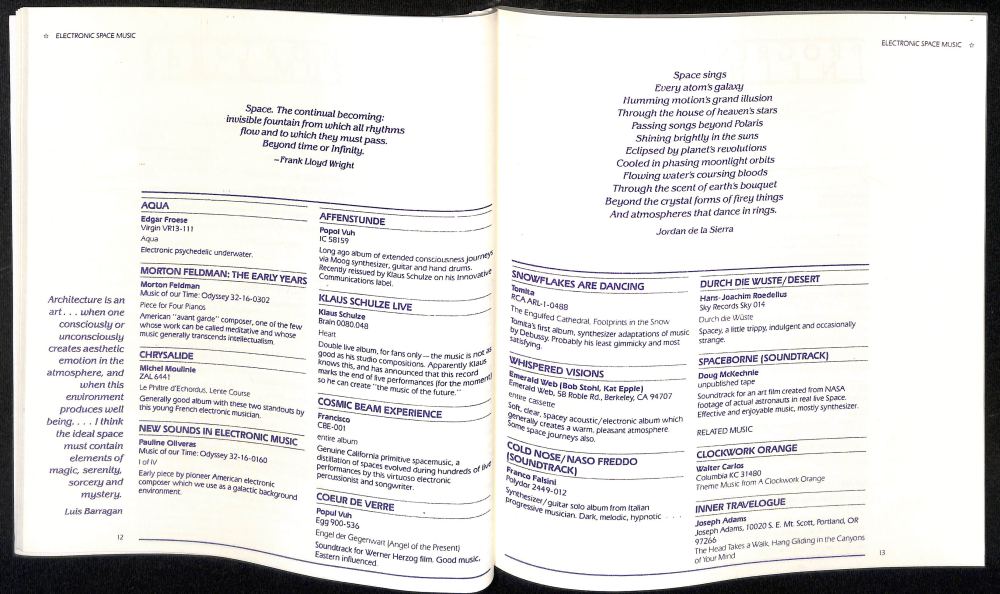 ☆ ELECTRONIC SPACE MUSIC
Space. The continual becoming:
invisible fountain from which all rhythms
flow and to which they must pass.
Beyond time or Infinity.
—Frank Lloyd Wright
Architecture is an
art. . . when one
consciously or
unconsciously
creates aesthetic
emotion in the
atmosphere, and
when this
environment
produces well
being. . . . I think
the ideal space
must contain
elements of
magic, serenity,
sorcery and
mystery.
Luis Barragan
AQUA
Edgar Froese
Virgin VR13-111
Aqua
Electronic psychedelic underwater.
MORTON FELDMAN: THE EARLY YEARS
Morton Feldman
Music of our Time: Odyssey 32-16-0302
Piece for Four Pianos
American "avant garde" composer, one of the few
whose work can be called meditative and whose
music generally transcends intellectualism.
CHRYSALIDE
Michel Moulinie
ZAL 6441
Le Phitre d'Echordus, Lente Course
Generally good album with these two standouts by
this young French electronic musician.
NEW SOUNDS IN ELECTRONIC MUSIC
Pauline Oliveras
Music of our Time: Odyssey 32-16-0160
I of IV
Early piece by pioneer American electronic
composer which we use as a galactic background
environment.
12
AFFENSTUNDE
Popol Vuh
IC 58159
Long ago album of extended consciousness journeys
via Moog synthesizer, guitar and hand drums.
Recently reissued by Klaus Schulze on his Innovative
Communications label.
KLAUS SCHULZE LIVE
Klaus Schulze
Brain 0080.048
Heart
Double live album, for fans only — the music is not as
good as his studio compositions. Apparently Klaus
knows this, and has announced that this record
marks the end of live performances (for the moment)
so he can create "the music of the future."
COSMIC BEAM EXPERIENCE
Francisco
CBE-001
entire album
Genuine California primitive spacemusic, a
distillation of spaces evolved during hundreds of live
performances by this virtuoso electronic
percussionist and songwriter.
COEUR DE VERRE
Popul Vuh
Egg 900-536
Engel der Gegenwart (Angel of the Present)
Soundtrack for Werner Herzog film. Good music,
Eastern influenced.
ELECTRONIC SPACE MUSIC ☆
Space sings
Every atom's galaxy
Humming motion's grand illusion
Through the house of heaven's stars
Passing songs beyond Polaris
Shining brightly in the suns
Eclipsed by planet's revolutions
Cooled in phasing moonlight orbits
Flowing water's coursing bloods
Through the scent of earth's bouquet
Beyond the crystal forms of firey things
And atmospheres that dance in rings.
Jordan de la Sierra
SNOWFLAKES ARE DANCING
Tomita
RCA ARL-1-0488
The Engulfed Cathedral, Footprints in the Snow
Tomita's first album, synthesizer adaptations of music
by Debussy. Probably his least gimmicky and most
satisfying.
WHISPERED VISIONS
Emerald Web (Bob Stohl, Kat Epple)
Emerald Web, 58 Roble Rd., Berkeley, CA 94707
entire cassette
Soft, clear, spacey acoustic/electronic album which
generally creates a warm, pleasant atmosphere.
Some space journeys also.
COLD NOSE/NASO FREDDO
(SOUNDTRACK)
Franco Falsini
Polydor 2449-012
Synthesizer/guitar solo album from Italian
progressive musician. Dark, melodic, hypnotic . . .
DURCH DIE WUSTE/DESERT
Hans- Joachim Roedelius
Sky Records Sky 014
Durch die Wüste
Spacey, a little trippy, indulgent and occasionally
strange.
SPACEBORNE (SOUNDTRACK)
Doug McKechnie
unpublished tape
Soundtrack for an art film created from NASA
footage of actual astronauts in real live Space.
Effective and enjoyable music, mostly synthesizer.
RELATED MUSIC
CLOCKWORK ORANGE
Walter Carlos
Columbia KC 31480
Theme Music from A Clockwork Orange
INNER TRAVELOGUE
Joseph Adams
Joseph Adams, 10020 S. E. Mt. Scott, Portland, OR
97266
The Head Takes a Walk, Hang Gliding in the Canyons
of Your Mind
13